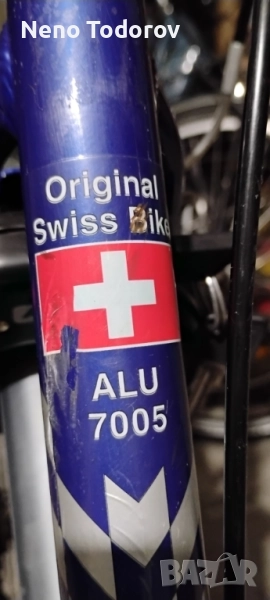 Neno Todorov
Original
Swiss Bike
ALU
7005
BAZAR